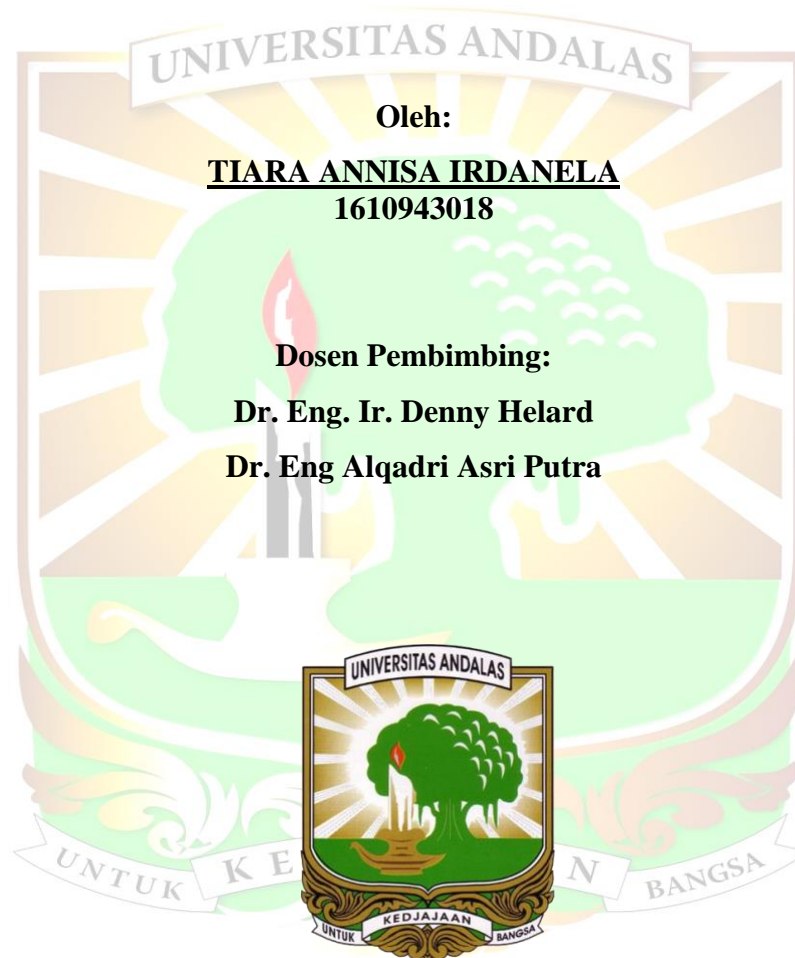 UNIVERSITAS ANDALAS
Oleh:
TIARA ANNISA IRDANELA
1610943018
Dosen Pembimbing:
Dr. Eng. Ir. Denny Helard
Dr. Eng Alqadri Asri Putra
UNIVERSITAS ANDALAS
UNTUK KE N BANGSA
UNTUK KEDJAJAAN BANGSA